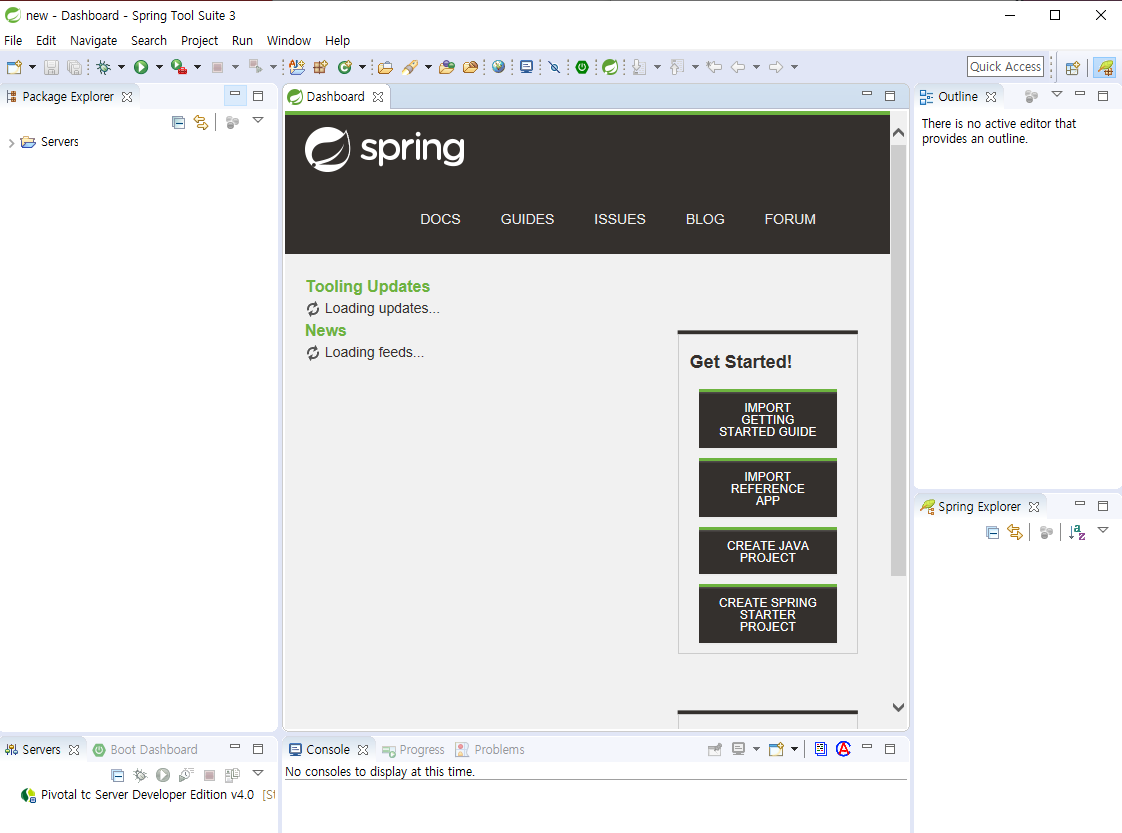 new - Dashboard - Spring Tool Suite 3
File Edit Navigate Search Project Run Window Help
Quick Access
Package Explorer
Servers
Dashboard
spring
DOCS GUIDES ISSUES BLOG FORUM
Tooling Updates
Loading updates...
News
Loading feeds...
Get Started!
IMPORT
GETTING
STARTED GUIDE
IMPORT
REFERENCE
APP
CREATE JAVA
PROJECT
CREATE SPRING
STARTER
PROJECT
Outline
There is no active editor that
provides an outline.
Spring Explorer
Servers Boot Dashboard
Pivotal tc Server Developer Edition v4.0 [St
Console Progress Problems
No consoles to display at this time.